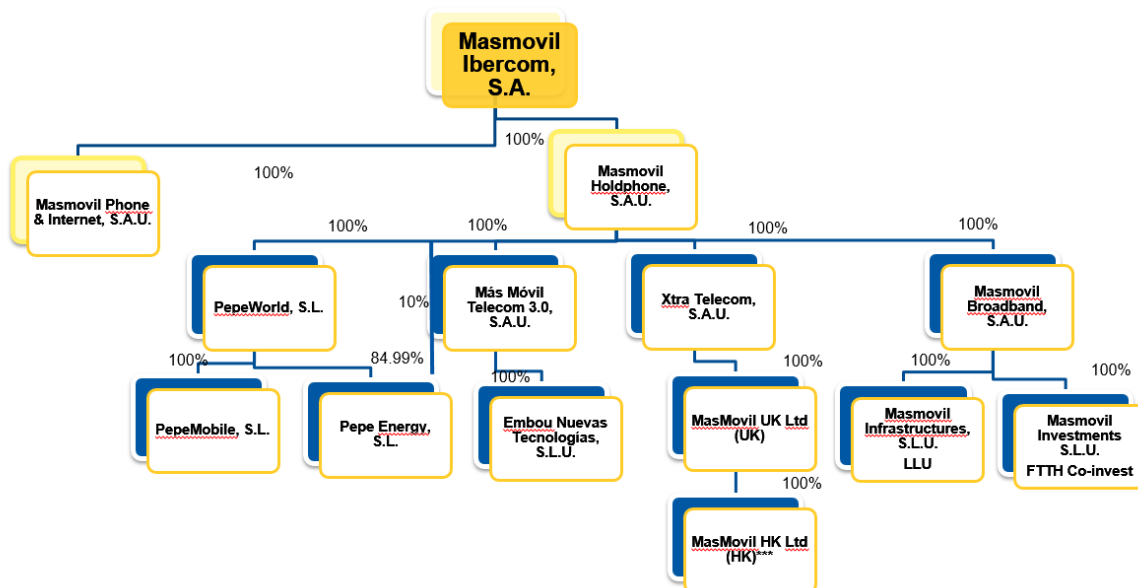 Masmovil
Ibercom,
S.A.
100%
100%
Masmovil Phone
& Internet, S.A.U.
Masmovil
Holdphone,
S.A.U.
100%
100%
100%
100%
PepeWorld, S.L.
10%
Más Móvil
Telecom 3.0,
S.A.U.
Xtra Telecom,
S.A.U.
Masmovil
Broadband,
S.A.U.
100%
84.99%
100%
100%
100%
100%
PepeMobile, S.L.
Pepe Energy,
S.L.
Embou Nuevas
Tecnologías,
S.L.U.
MasMovil UK Ltd
(UK)
Masmovil
Infrastructures,
S.L.U.
LLU
Masmovil
Investments
S.L.U.
FTTH Co-invest
100%
MasMovil HK Ltd
(HK)***